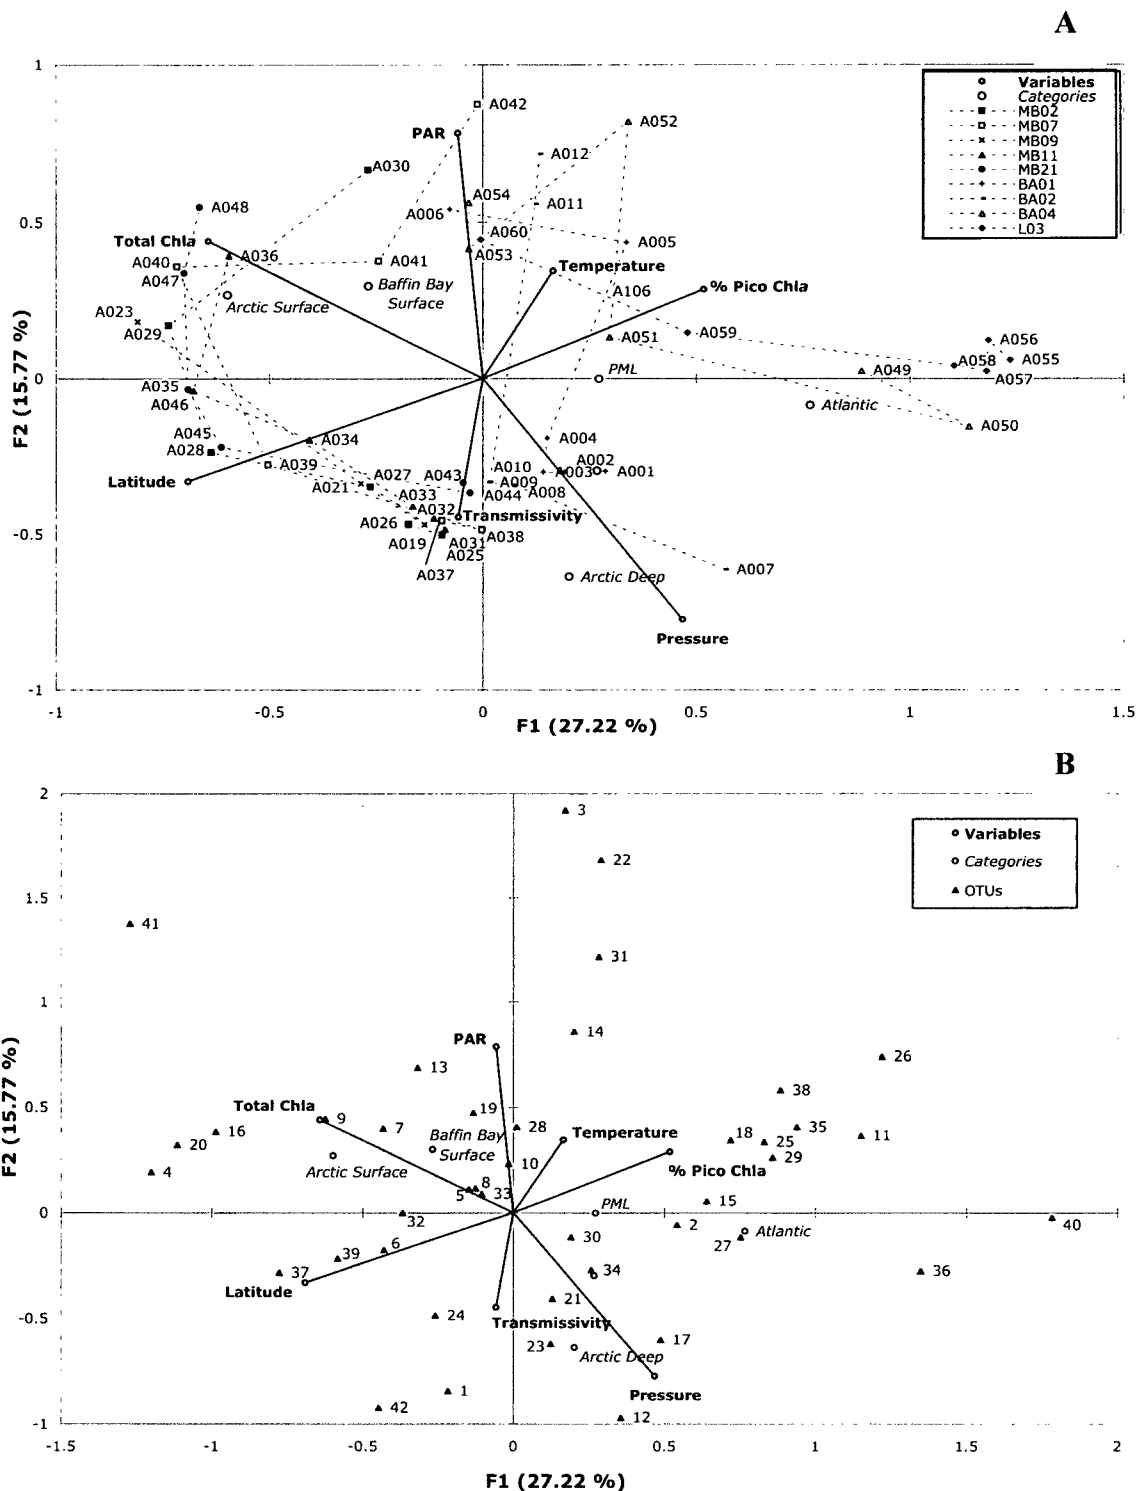 A
1
0.5
0
-0.5
-1
-1
-0.5
0
0.5
1
1.5
F2 (15.77 %)
F1 (27.22 %)
Variables
Categories
MB02
MB07
MB09
MB11
MB21
BA01
BA02
BA04
L03
A042
PAR
A052
A012
A030
A054
A011
A048
A006
A060
A005
Total Chla
A036
A053
A040
A041
Temperature
A047
Baffin Bay
Surface
% Pico Chla
A106
Arctic Surface
A023
A029
A051
A059
A056
PML
A058
A055
A049
A057
A035
A046
Atlantic
A045
A050
A028
A034
A004
A039
A010
A002
A027
A043
A009
A003
A001
Latitude
A021
A033
A044
A008
A032
Transmissivity
A026
A019
A031
A038
A025
A037
Arctic Deep
A007
Pressure
B
2
1.5
1
0.5
0
-0.5
-1
-1.5
-1
-0.5
0
0.5
1
1.5
2
F2 (15.77 %)
F1 (27.22 %)
Variables
Categories
OTUs
3
22
41
31
14
PAR
26
13
38
Total Chla
19
9
7
28
Temperature
35
16
Baffin Bay
Surface
18
25
11
20
29
% Pico Chla
Arctic Surface
10
4
8
5
33
PML
15
32
2
Atlantic
40
30
27
6
39
37
34
36
Latitude
21
24
Transmissivity
23
17
Arctic Deep
1
Pressure
42
12